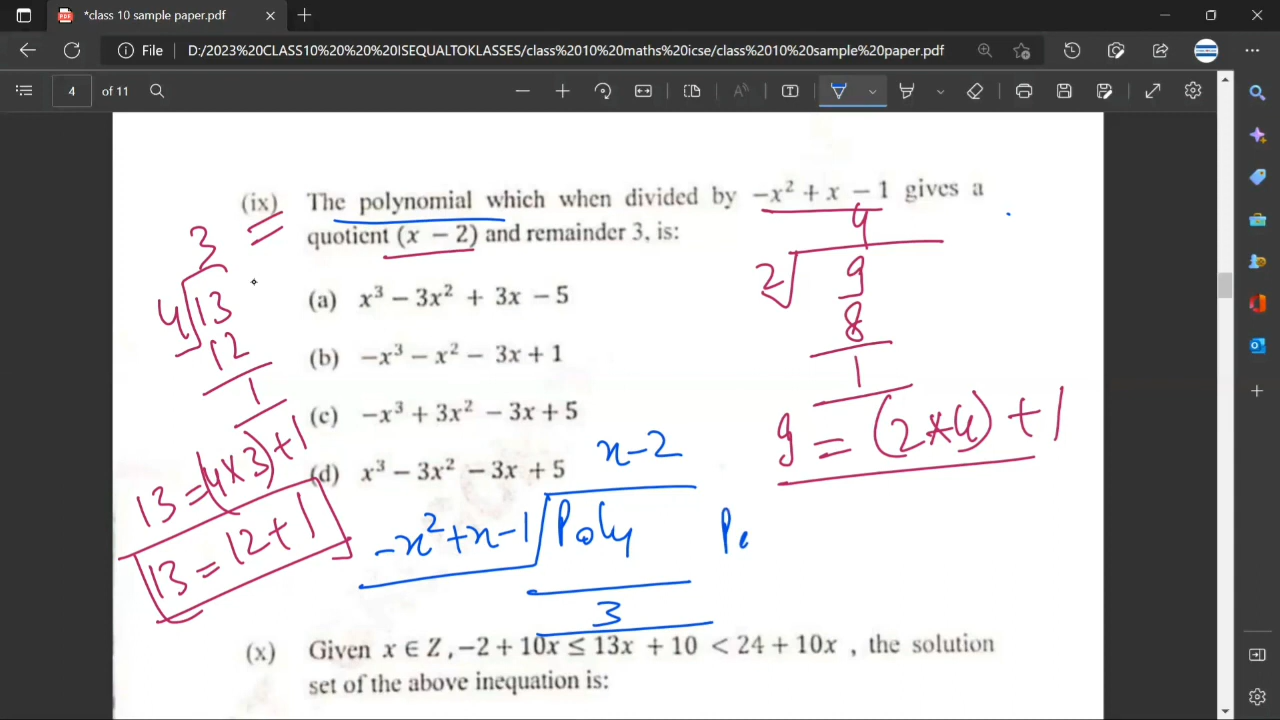 *class 10 sample paper.pdf
File D:/2023%20CLASS10%20%20%20ISEQUALTOKLASSES/class%2010%20maths%20icse/class%2010%20sample%20paper.pdf
4 of 11
(ix) The polynomial which when divided by −x² + x − 1 gives a
quotient (x − 2) and remainder 3, is:
(a) x³ − 3x² + 3x − 5
(b) −x³ − x² − 3x + 1
(c) −x³ + 3x² − 3x + 5
(d) x³ − 3x² − 3x + 5
3
4 13
12
1
13 = (4×3)+1
13 = 12+1
4
2 9
8
1
9 = (2*4) + 1
x-2
-x²+x-1 Poly
3
Po
(x) Given x ∈ Z , −2 + 10x ≤ 13x + 10 < 24 + 10x , the solution
set of the above inequation is: